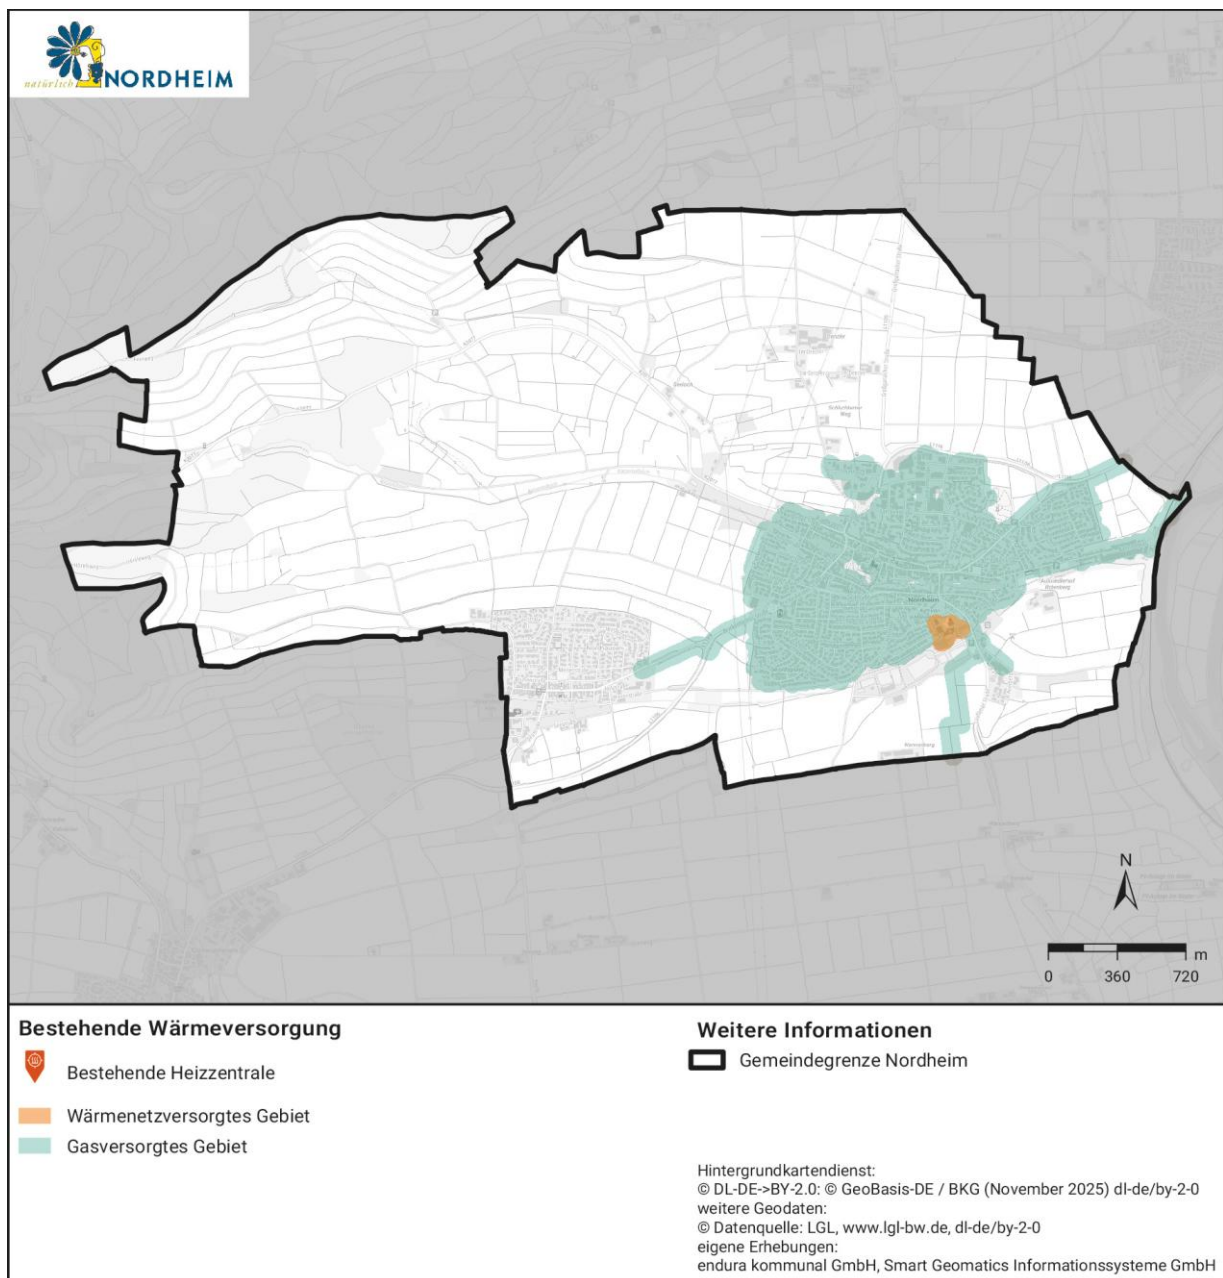 natürlich NORDHEIM
Nordheim
N
m
0 360 720
Bestehende Wärmeversorgung
Bestehende Heizzentrale
Wärmenetzversorgtes Gebiet
Gasversorgtes Gebiet
Weitere Informationen
Gemeindegrenze Nordheim
Hintergrundkartendienst:
© DL-DE->BY-2.0: © GeoBasis-DE / BKG (November 2025) dl-de/by-2-0
weitere Geodaten:
© Datenquelle: LGL, www.lgl-bw.de, dl-de/by-2-0
eigene Erhebungen:
endura kommunal GmbH, Smart Geomatics Informationssysteme GmbH